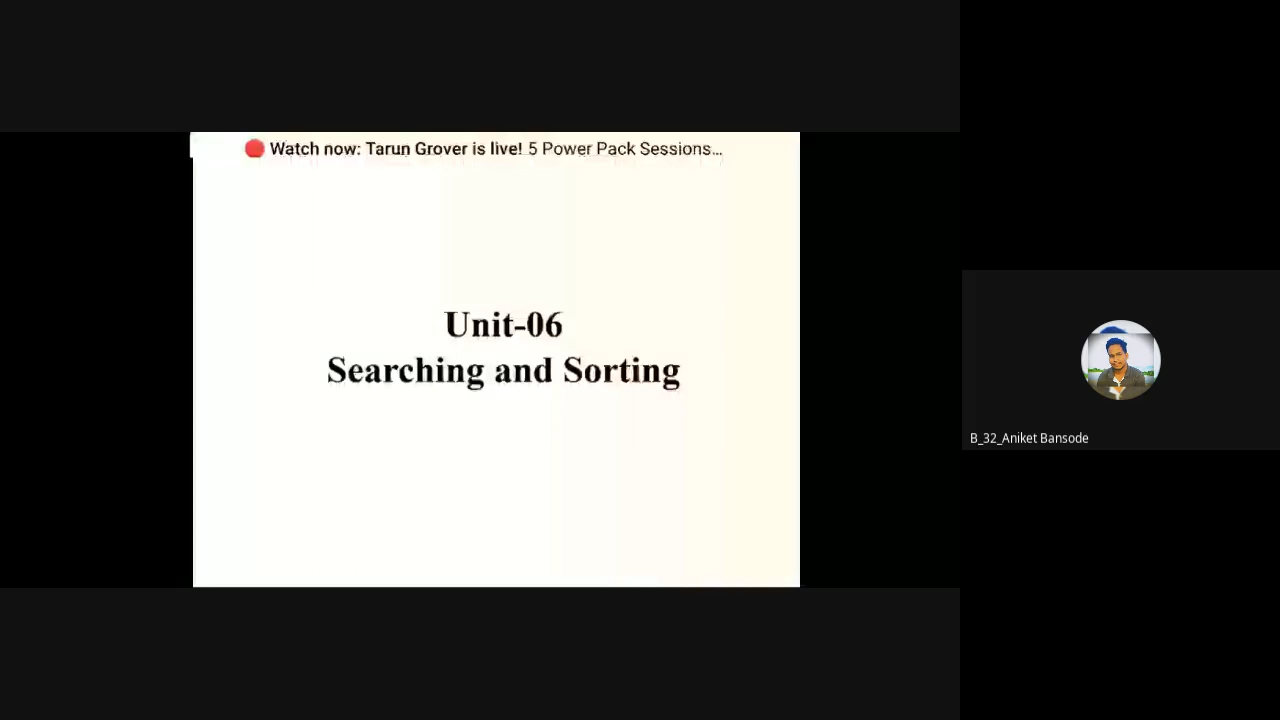 🔴 Watch now: Tarun Grover is live! 5 Power Pack Sessions...
Unit-06
Searching and Sorting
B_32_Aniket Bansode